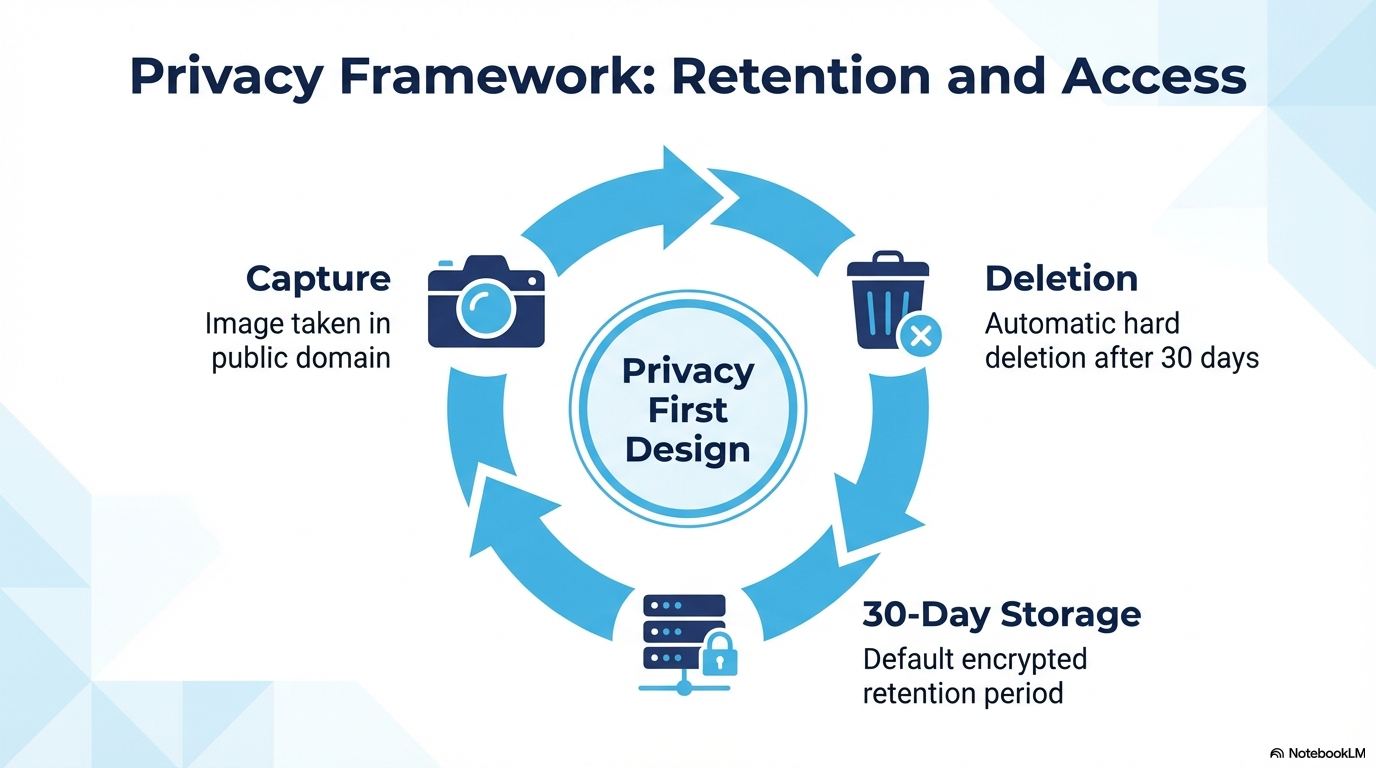 Privacy Framework: Retention and Access
Capture
Image taken in
public domain
Privacy
First
Design
Deletion
Automatic hard
deletion after 30 days
30-Day Storage
Default encrypted
retention period
NotebookLM